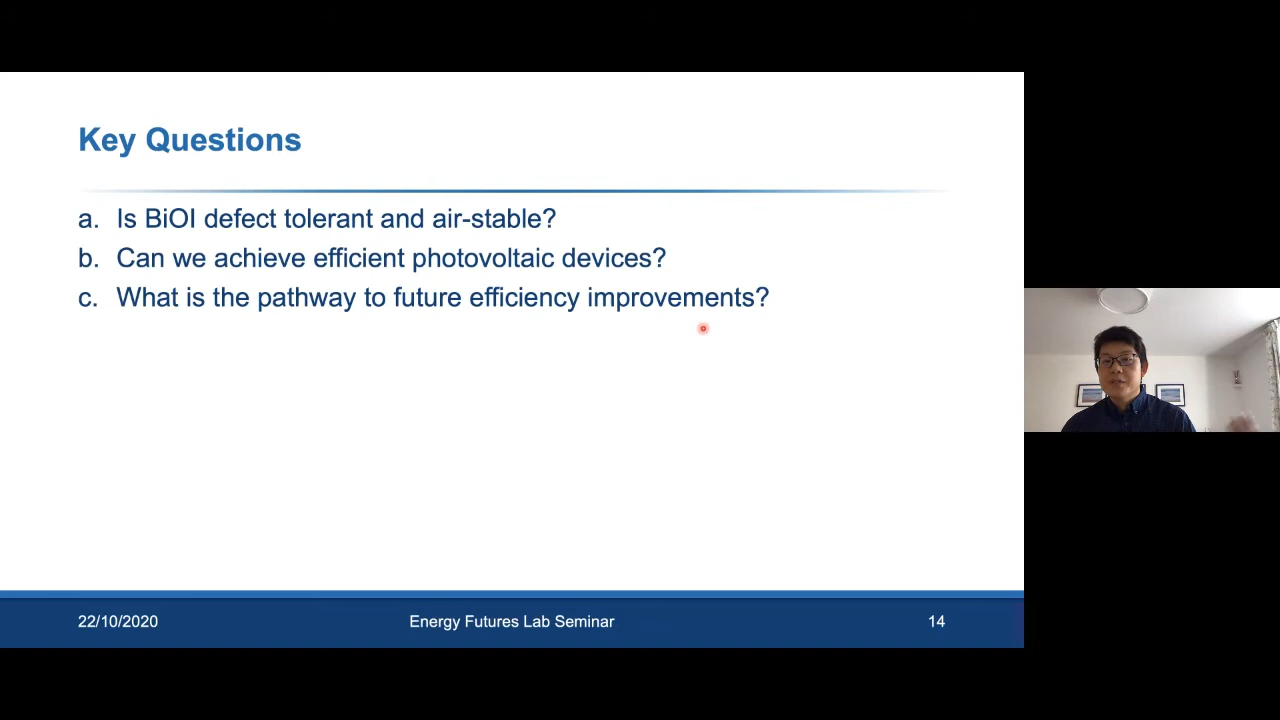 Key Questions
a. Is BiOI defect tolerant and air-stable?
b. Can we achieve efficient photovoltaic devices?
c. What is the pathway to future efficiency improvements?
22/10/2020 Energy Futures Lab Seminar 14